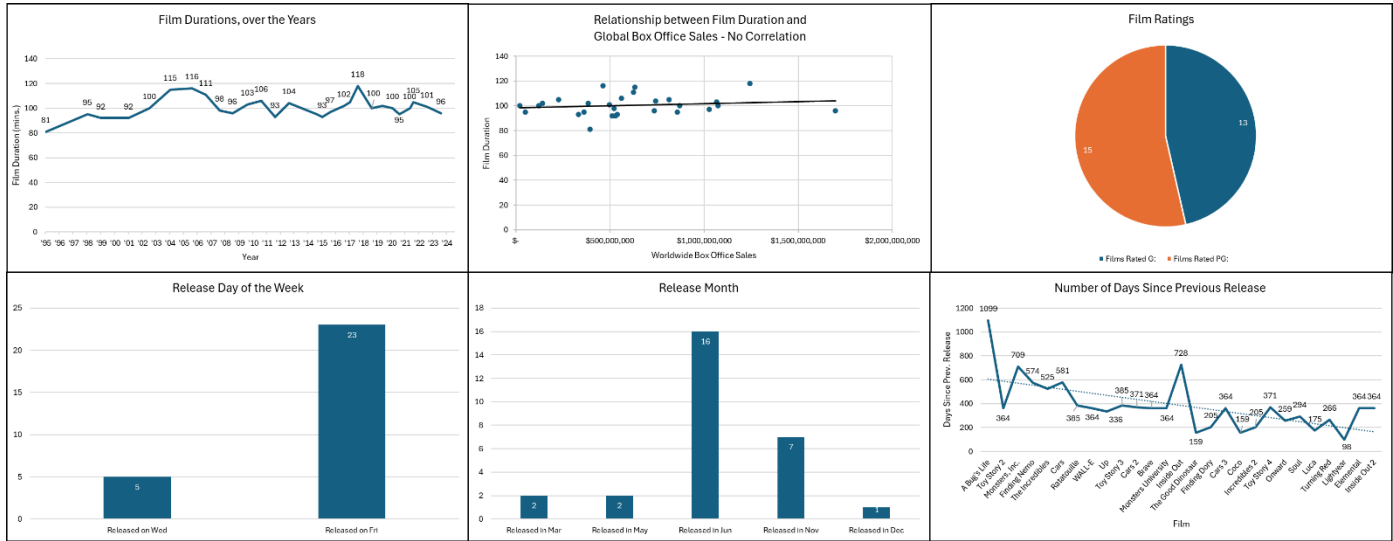 Film Durations, over the Years
140
120
100
80
60
40
20
0
Film Duration (mins.)
81
95
92
92
100
115
116
111
98
96
103
106
93
104
93
97
102
118
100
100
95
100
105
101
96
'95 '96 '97 '98 '99 '00 '01 '02 '03 '04 '05 '06 '07 '08 '09 '10 '11 '12 '13 '14 '15 '16 '17 '18 '19 '20 '21 '22 '23 '24
Year
Relationship between Film Duration and
Global Box Office Sales - No Correlation
140
120
100
80
60
40
20
0
Film Duration
$- $500,000,000 $1,000,000,000 $1,500,000,000 $2,000,000,000
Worldwide Box Office Sales
Film Ratings
13
15
Films Rated G: Films Rated PG:
Release Day of the Week
25
20
15
10
5
0
5
23
Released on Wed Released on Fri
Release Month
18
16
14
12
10
8
6
4
2
0
2
2
16
7
1
Released in Mar Released in May Released in Jun Released in Nov Released in Dec
Number of Days Since Previous Release
1200
1000
800
600
400
200
0
Days Since Prev. Release
1099
364
709
574
525
581
385
364
336
385
371
364
364
728
159
205
364
159
205
371
259
294
175
266
98
364
364
A Bug's Life
Toy Story 2
Monsters, Inc.
Finding Nemo
The Incredibles
Cars
Ratatouille
WALL-E
Up
Toy Story 3
Cars 2
Brave
Monsters University
Inside Out
The Good Dinosaur
Finding Dory
Cars 3
Coco
Incredibles 2
Toy Story 4
Onward
Soul
Luca
Turning Red
Lightyear
Elemental
Inside Out 2
Film